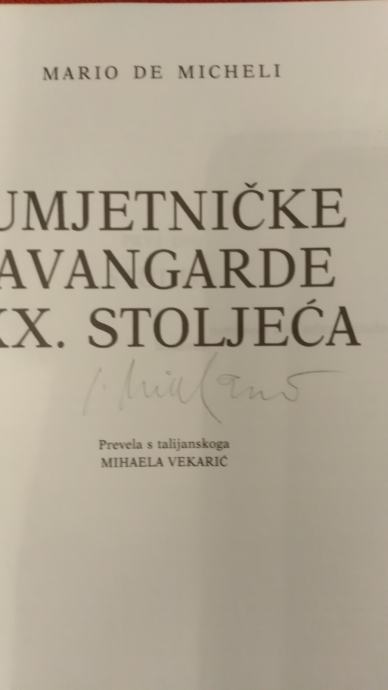 MARIO DE MICHELI
UMJETNIČKE
AVANGARDE
XX. STOLJEĆA
Prevela s talijanskoga
MIHAELA VEKARIĆ